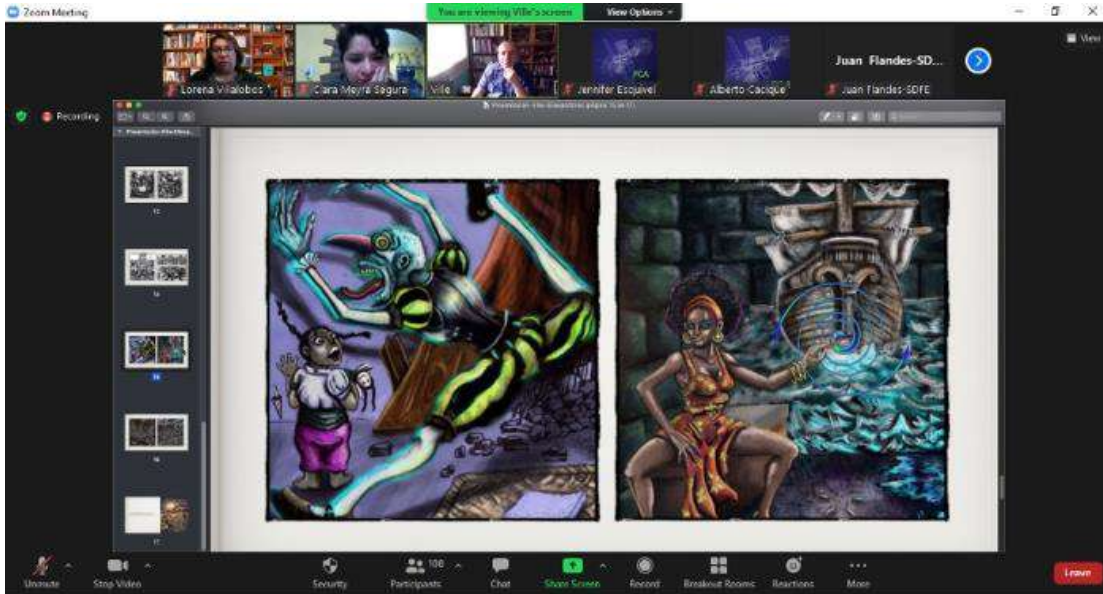 Zoom Meeting
You are viewing Ville's screen
View Options
View
Lorena Villalobos
Clara Meyra Segura
Ville
Jennifer Esquivel
Alberto-Cacique
Juan Flandes-SD...
Juan Flandes-SDFE
Recording
Unmute
Stop Video
Security
108
Participants
Chat
Share Screen
Record
Breakout Rooms
Reactions
More
Leave